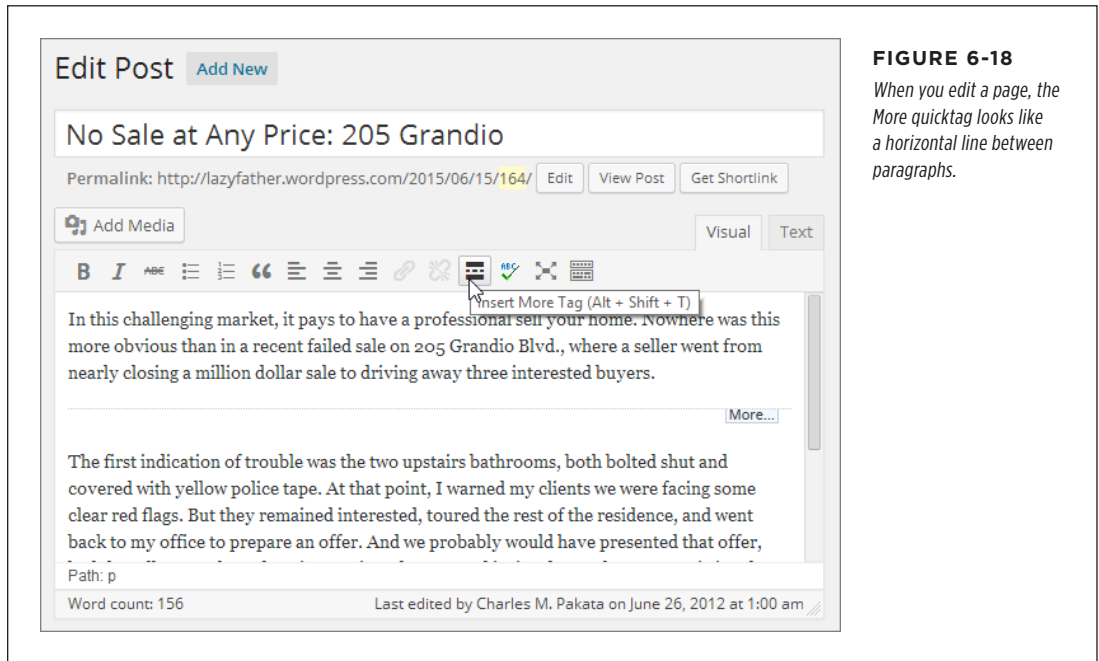 Edit Post Add New
No Sale at Any Price: 205 Grandio
Permalink: http://lazyfather.wordpress.com/2015/06/15/164/ Edit View Post Get Shortlink
Add Media
Visual Text
B I ABE ABC
Insert More Tag (Alt + Shift + T)
In this challenging market, it pays to have a professional sell your home. Nowhere was this
more obvious than in a recent failed sale on 205 Grandio Blvd., where a seller went from
nearly closing a million dollar sale to driving away three interested buyers.
More...
The first indication of trouble was the two upstairs bathrooms, both bolted shut and
covered with yellow police tape. At that point, I warned my clients we were facing some
clear red flags. But they remained interested, toured the rest of the residence, and went
back to my office to prepare an offer. And we probably would have presented that offer,
Path: p
Word count: 156 Last edited by Charles M. Pakata on June 26, 2012 at 1:00 am
FIGURE 6-18
When you edit a page, the
More quicktag looks like
a horizontal line between
paragraphs.